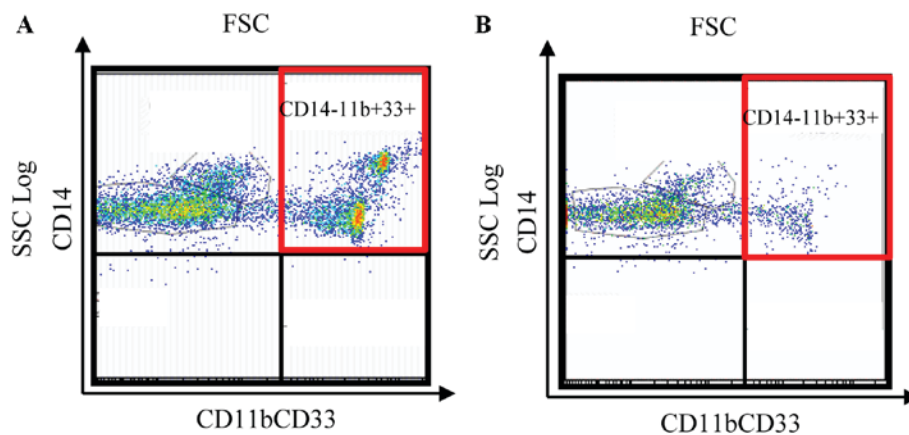 A
FSC
SSC Log
CD14
CD14-11b+33+
CD11bCD33
B
FSC
SSC Log
CD14
CD14-11b+33+
CD11bCD33